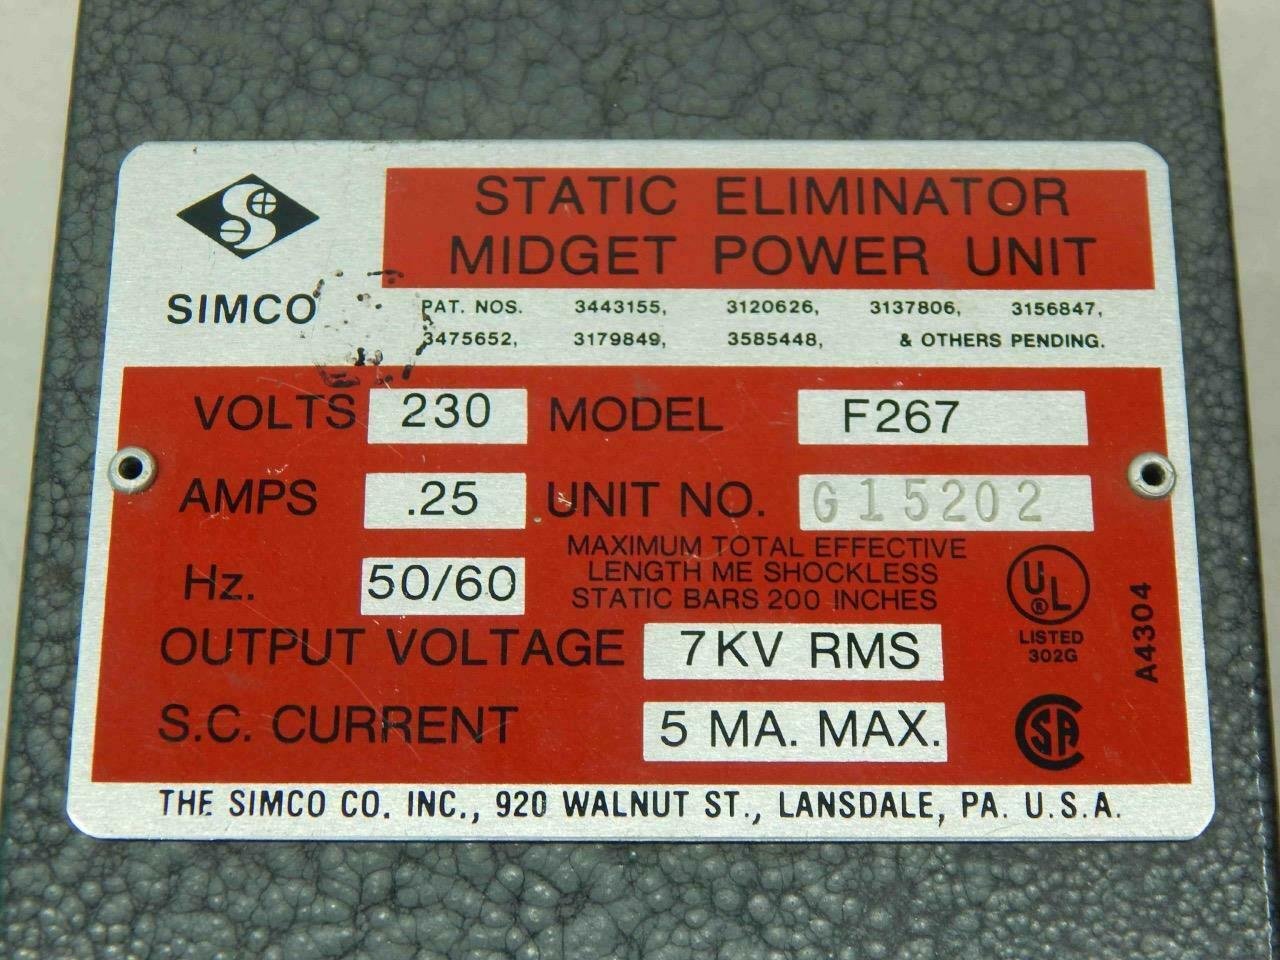 STATIC ELIMINATOR
MIDGET POWER UNIT
SIMCO
PAT. NOS. 3443155, 3120626, 3137806, 3156847,
3475652, 3179849, 3585448, & OTHERS PENDING.
VOLTS 230 MODEL F267
AMPS .25 UNIT NO. G15202
Hz. 50/60
MAXIMUM TOTAL EFFECTIVE
LENGTH ME SHOCKLESS
STATIC BARS 200 INCHES
UL
®
LISTED
302G
A4304
OUTPUT VOLTAGE 7KV RMS
S.C. CURRENT 5 MA. MAX.
CSA
THE SIMCO CO. INC., 920 WALNUT ST., LANSDALE, PA. U.S.A.